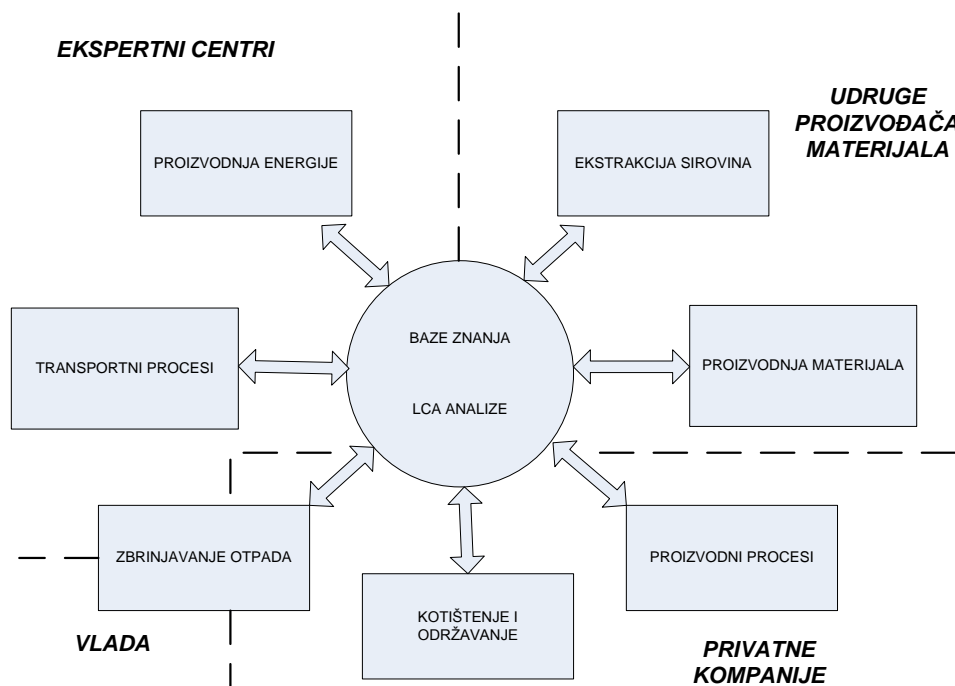 EKSPERTNI CENTRI
UDRUGE
PROIZVOĐAČA
MATERIJALA
PROIZVODNJA ENERGIJE
EKSTRAKCIJA SIROVINA
BAZE ZNANJA
LCA ANALIZE
TRANSPORTNI PROCESI
PROIZVODNJA MATERIJALA
ZBRINJAVANJE OTPADA
PROIZVODNI PROCESI
KOTIŠTENJE I
ODRŽAVANJE
VLADA
PRIVATNE
KOMPANIJE